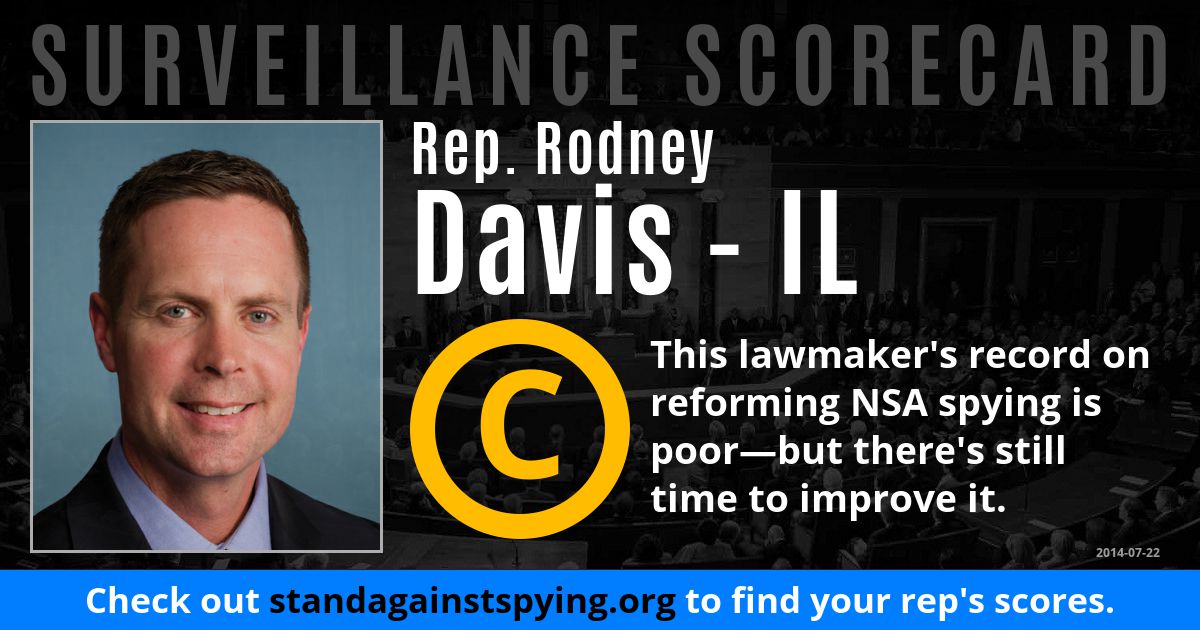 SURVEILLANCE SCORECARD
Rep. Rodney
Davis - IL
C
This lawmaker's record on
reforming NSA spying is
poor—but there's still
time to improve it.
2014-07-22
Check out standagainstspying.org to find your rep's scores.